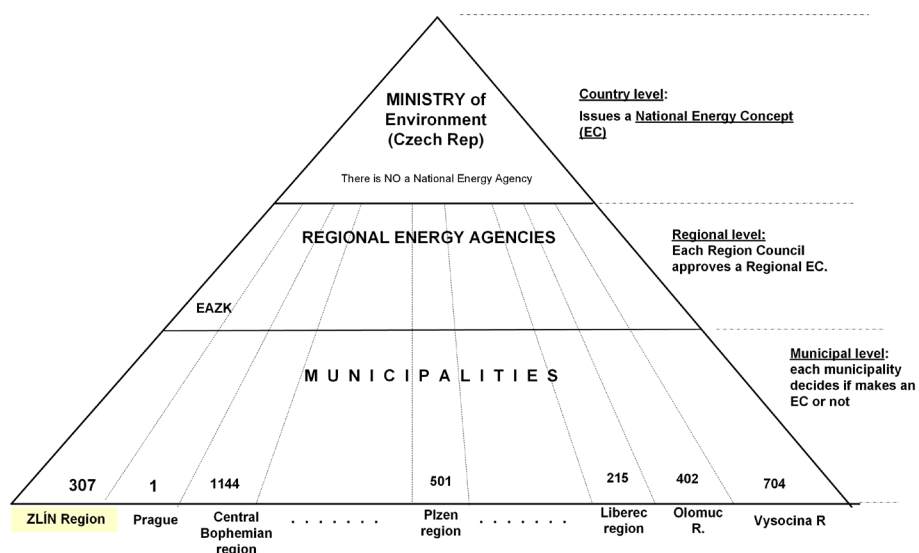 MINISTRY of
Environment
(Czech Rep)
There is NO a National Energy Agency
Country level:
Issues a National Energy Concept
(EC)
REGIONAL ENERGY AGENCIES
EAZK
Regional level:
Each Region Council
approves a Regional EC.
MUNICIPALITIES
Municipal level:
each municipality
decides if makes an
EC or not
307 1 1144 501 215 402 704
ZLÍN Region
Prague
Central
Bophemian
region
. . . . . . .
Plzen
region
. . . . . . .
Liberec
region
Olomuc
R.
Vysocina R